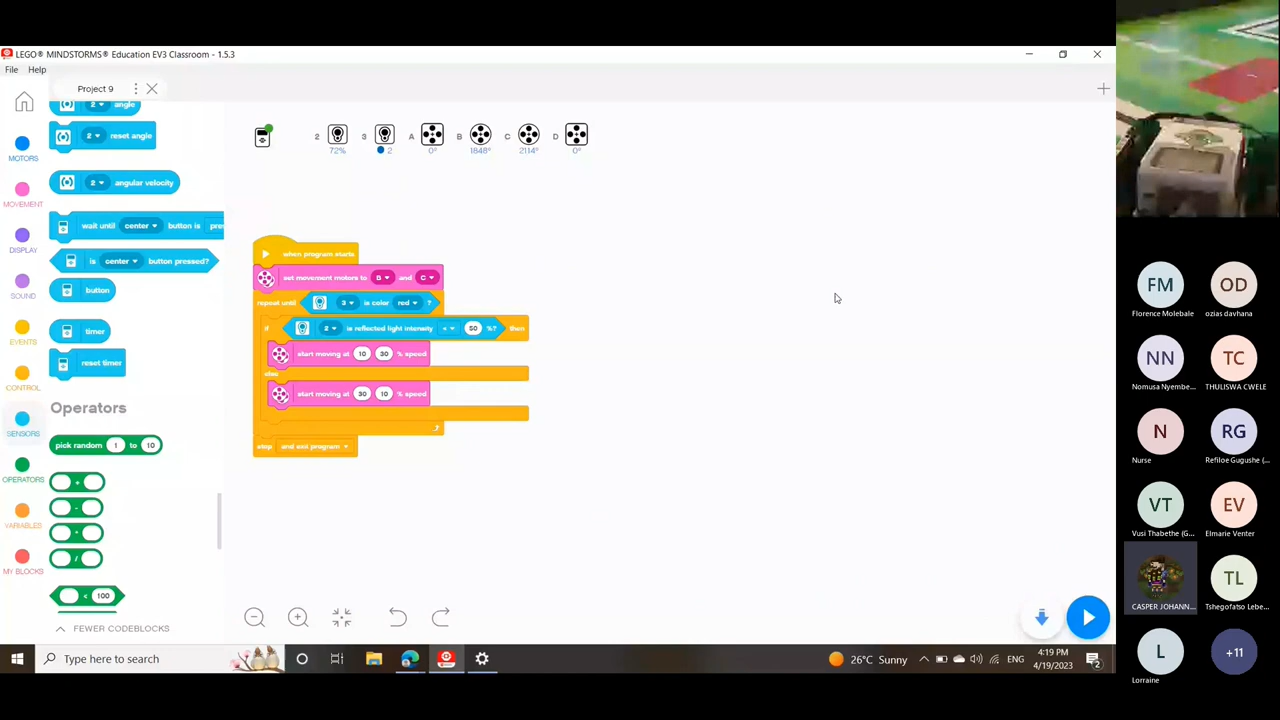 LEGO® MINDSTORMS® Education EV3 Classroom - 1.5.3
File Help
Project 9
2 angle
2 reset angle
2 angular velocity
wait until center button is pres
is center button pressed?
button
timer
reset timer
Operators
pick random 1 to 10
+
-
*
/
< 100
FEWER CODEBLOCKS
MOTORS
MOVEMENT
DISPLAY
SOUND
EVENTS
CONTROL
SENSORS
OPERATORS
VARIABLES
MY BLOCKS
2 3 A B C D
72% 2 0° 1848° 2114° 0°
when program starts
set movement motors to B and C
repeat until 3 is color red ?
if 2 is reflected light intensity < 50 %? then
start moving at 10 30 % speed
else
start moving at 30 10 % speed
stop and exit program
Type here to search
26°C Sunny
ENG
4:19 PM
4/19/2023
2
FM
Florence Molebale
OD
ozias davhana
NN
Nomusa Nyembe...
TC
THULISWA CWELE
N
Nurse
RG
Refiloe Gugushe (...
VT
Vusi Thabethe (G...
EV
Elmarie Venter
CASPER JOHANN...
TL
Tshegofatso Lebe...
L
Lorraine
+11